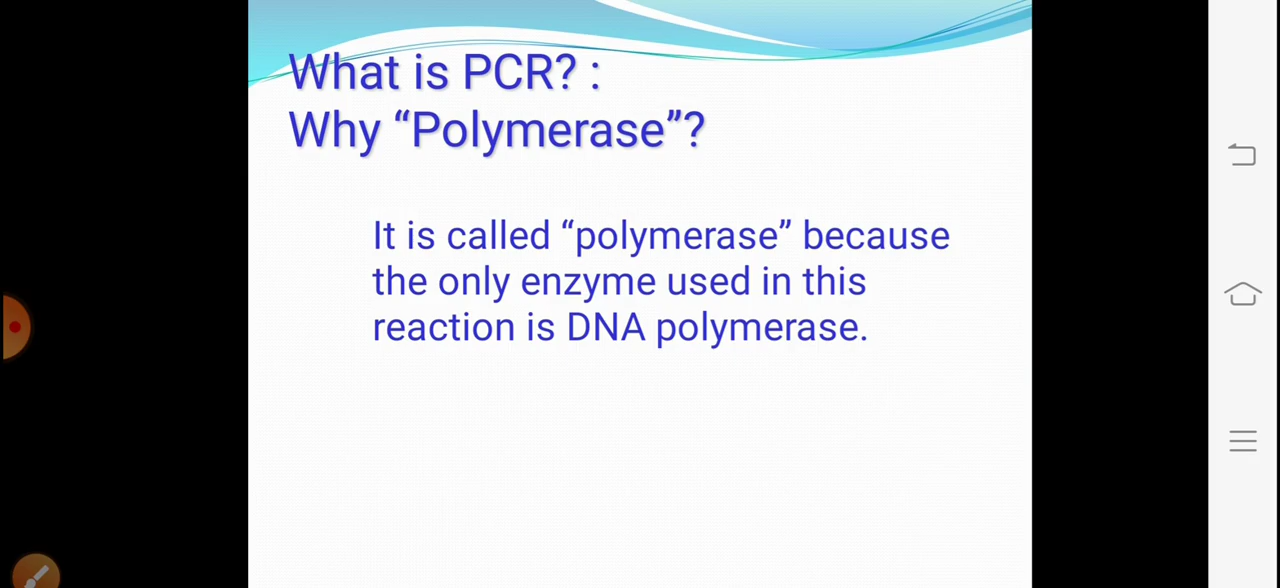 What is PCR? :
Why “Polymerase”?
It is called “polymerase” because
the only enzyme used in this
reaction is DNA polymerase.